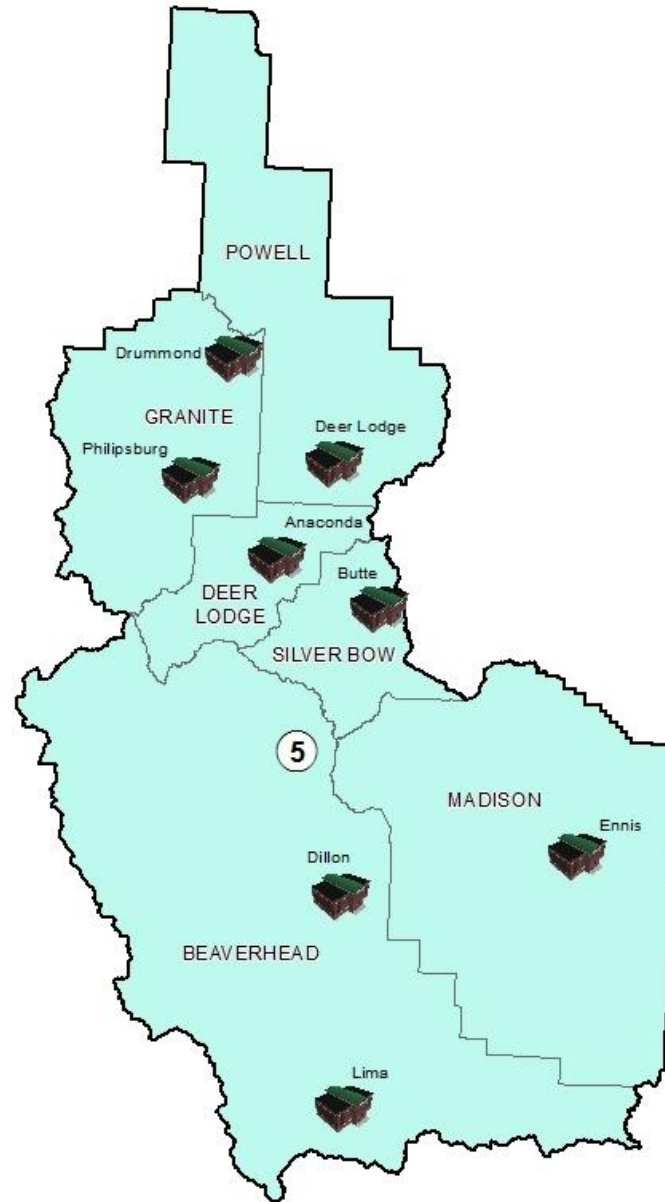 POWELL
Drummond
GRANITE
Deer Lodge
Philipsburg
Anaconda
Butte
DEER
LODGE
SILVER BOW
5
MADISON
Ennis
Dillon
BEAVERHEAD
Lima